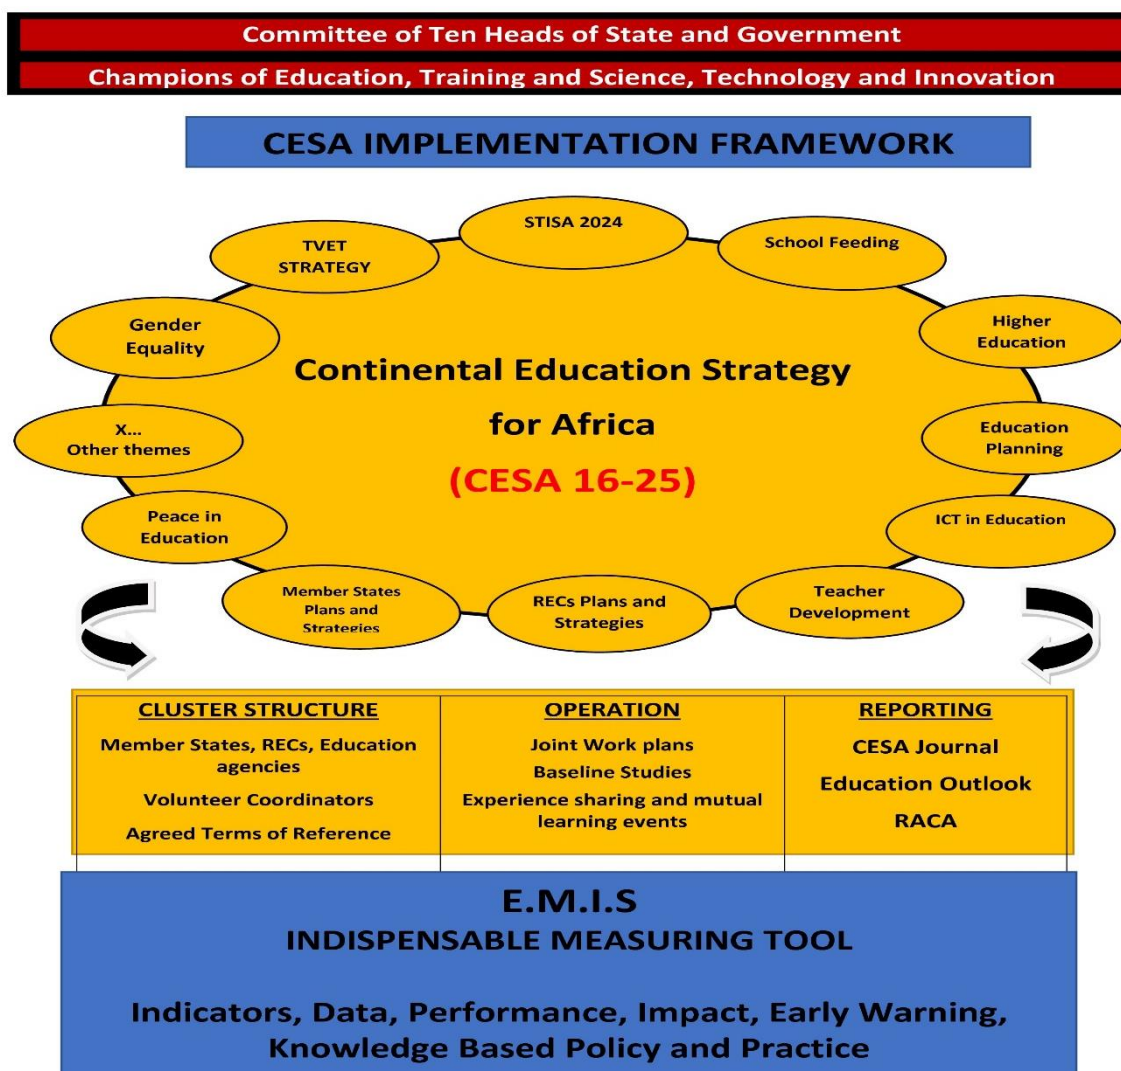 Committee of Ten Heads of State and Government
Champions of Education, Training and Science, Technology and Innovation
CESA IMPLEMENTATION FRAMEWORK
STISA 2024
TVET
STRATEGY
School Feeding
Gender
Equality
Higher
Education
Continental Education Strategy
for Africa
(CESA 16-25)
X...
Other themes
Education
Planning
Peace in
Education
ICT in Education
Member States
Plans and
Strategies
RECs Plans and
Strategies
Teacher
Development
CLUSTER STRUCTURE
Member States, RECs, Education
agencies
Volunteer Coordinators
Agreed Terms of Reference
OPERATION
Joint Work plans
Baseline Studies
Experience sharing and mutual
learning events
REPORTING
CESA Journal
Education Outlook
RACA
E.M.I.S
INDISPENSABLE MEASURING TOOL
Indicators, Data, Performance, Impact, Early Warning,
Knowledge Based Policy and Practice